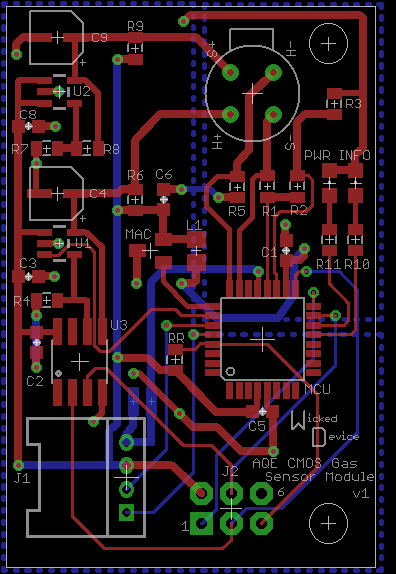 R9
C9
S+
H-
U2
R3
C8
R7
R8
H+
S-
PWR INFO
R6
C6
C4
R5
R1
R2
MAC
L1
U1
C1
R11
R10
C3
R4
U3
RR
C2
MCU
C5
icked
evice
J1
J2
AQE CMOS Gas
Sensor Module
6
v1
1